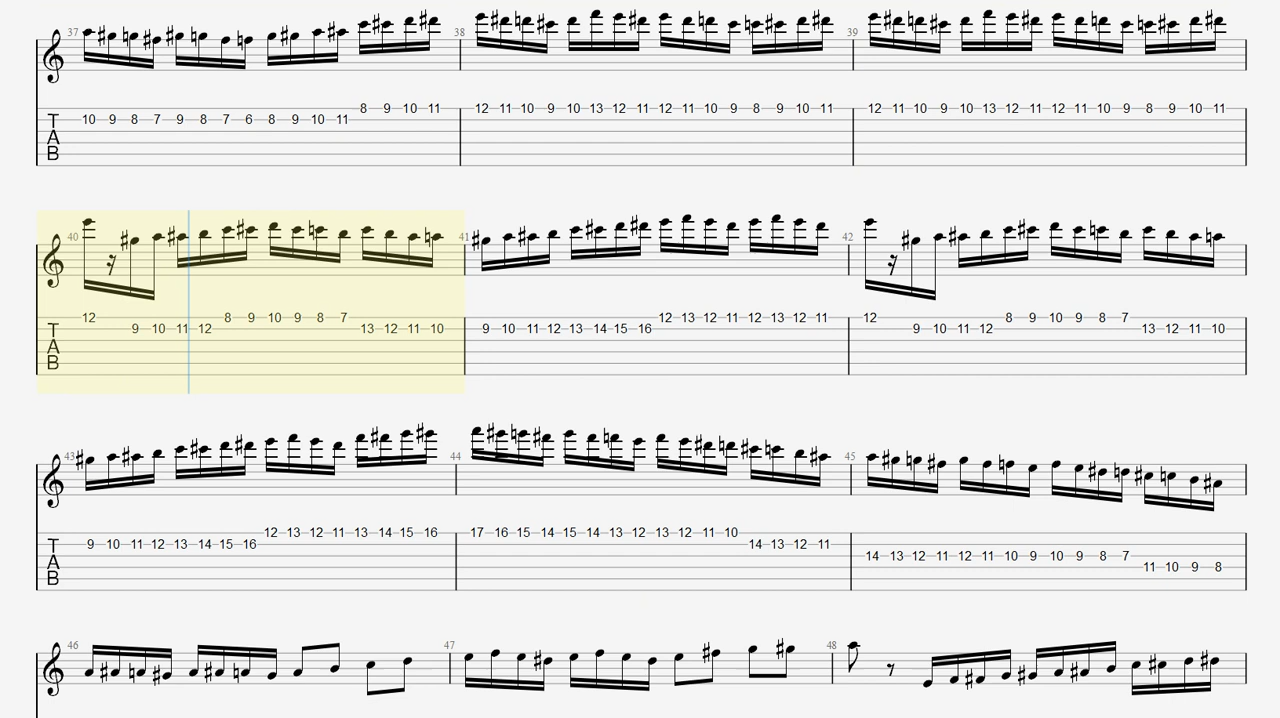 37 38 39
8 9 10 11 12 11 10 9 10 13 12 11 12 11 10 9 8 9 10 11 12 11 10 9 10 13 12 11 12 11 10 9 8 9 10 11
T 10 9 8 7 9 8 7 6 8 9 10 11
A
B
40 41 42
12 8 9 10 9 8 7 12 13 12 11 12 13 12 11 12 8 9 10 9 8 7
T 9 10 11 12 13 12 11 10 9 10 11 12 13 14 15 16 9 10 11 12 13 12 11 10
A
B
43 44 45
12 13 12 11 13 14 15 16 17 16 15 14 15 14 13 12 13 12 11 10
T 9 10 11 12 13 14 15 16 14 13 12 11
A 14 13 12 11 12 11 10 9 10 9 8 7
B 11 10 9 8
46 47 48